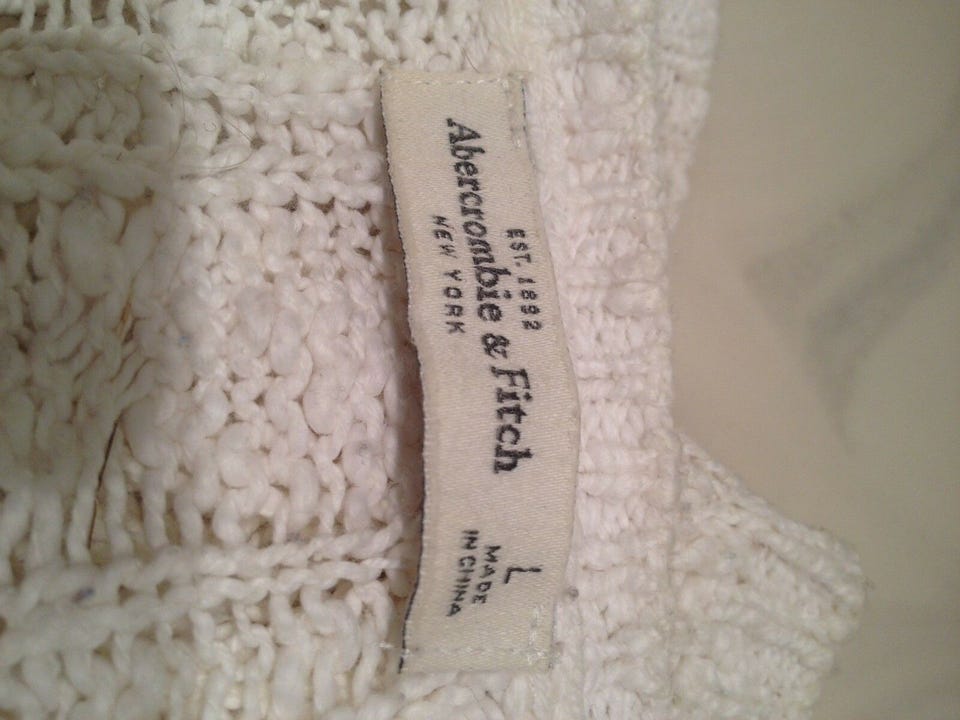 EST. 1892
Abercrombie & Fitch
NEW YORK
L
MADE
IN CHINA